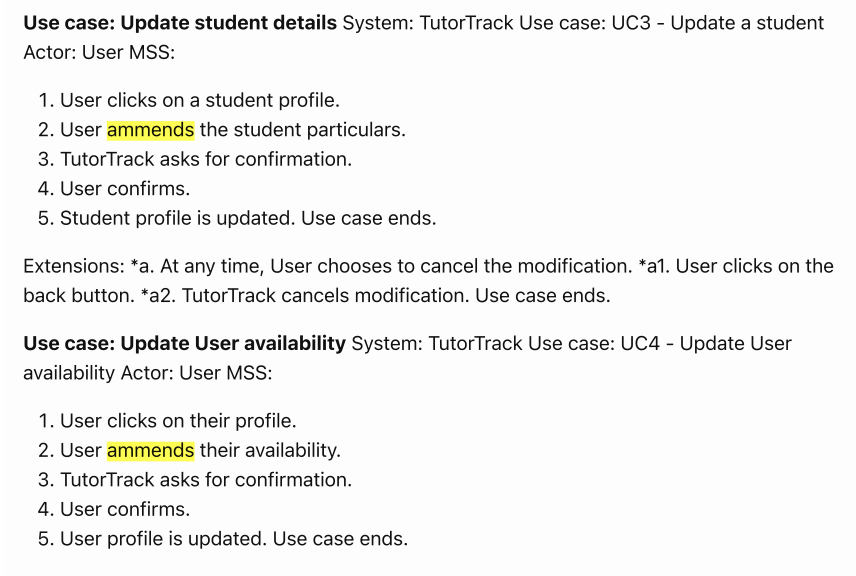 Use case: Update student details System: TutorTrack Use case: UC3 - Update a student
Actor: User MSS:
1. User clicks on a student profile.
2. User ammends the student particulars.
3. TutorTrack asks for confirmation.
4. User confirms.
5. Student profile is updated. Use case ends.
Extensions: *a. At any time, User chooses to cancel the modification. *a1. User clicks on the
back button. *a2. TutorTrack cancels modification. Use case ends.
Use case: Update User availability System: TutorTrack Use case: UC4 - Update User
availability Actor: User MSS:
1. User clicks on their profile.
2. User ammends their availability.
3. TutorTrack asks for confirmation.
4. User confirms.
5. User profile is updated. Use case ends.